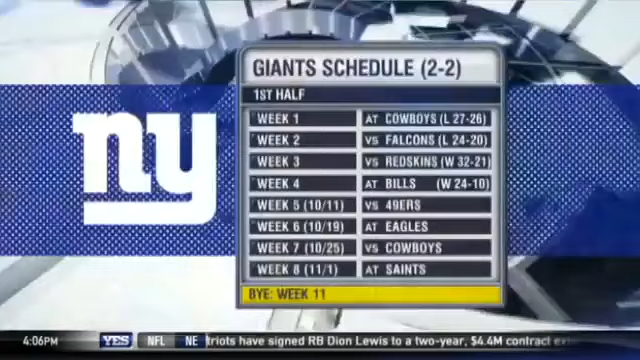 ny
GIANTS SCHEDULE (2-2)
1ST HALF
WEEK 1 AT COWBOYS (L 27-26)
WEEK 2 VS FALCONS (L 24-20)
WEEK 3 VS REDSKINS (W 32-21)
WEEK 4 AT BILLS (W 24-10)
WEEK 5 (10/11) VS 49ERS
WEEK 6 (10/19) AT EAGLES
WEEK 7 (10/25) VS COWBOYS
WEEK 8 (11/1) AT SAINTS
BYE: WEEK 11
4:06PM YES NFL NE triots have signed RB Dion Lewis to a two-year, $4.4M contract